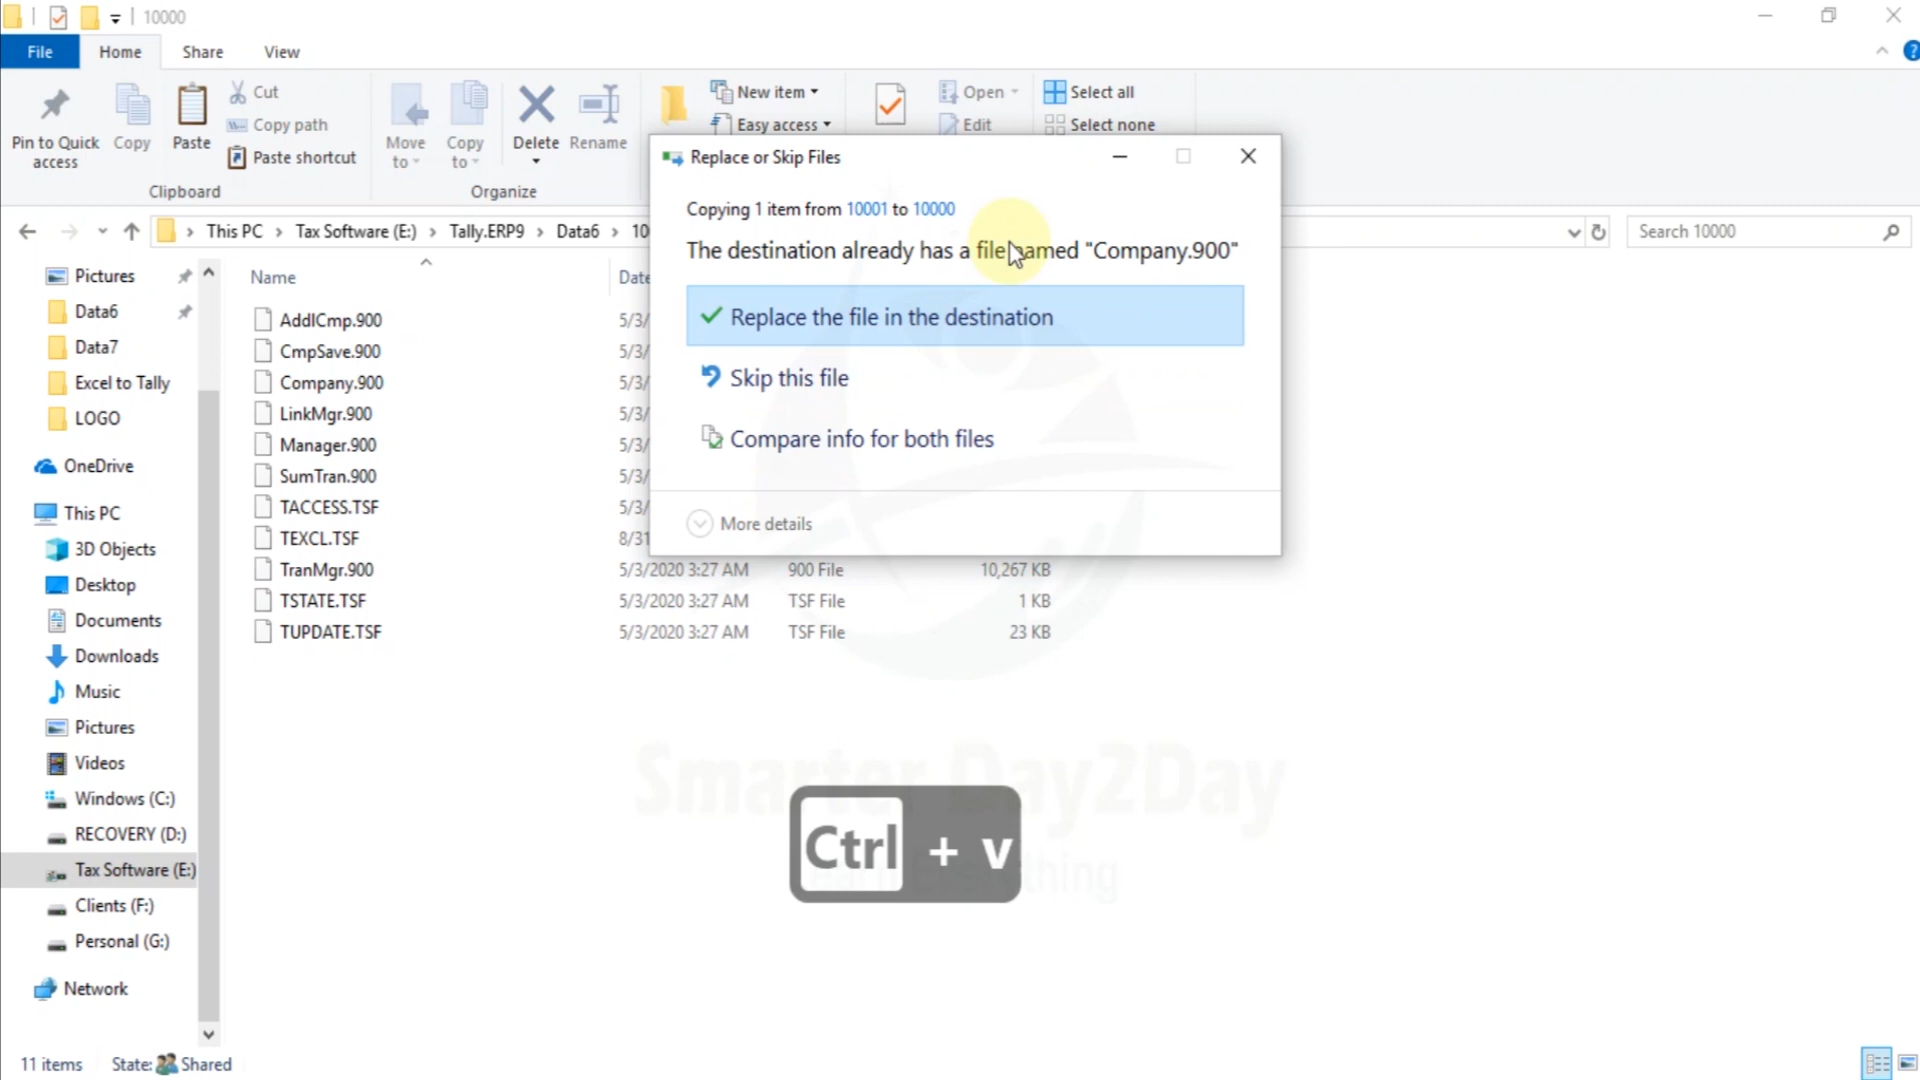 10000
File
Home
Share
View
Pin to Quick access
Copy
Paste
Cut
Copy path
Paste shortcut
Clipboard
Move to
Copy to
Delete
Rename
Organize
New item
Easy access
Open
Edit
Select all
Select none
This PC > Tax Software (E:) > Tally.ERP9 > Data6 >
Search 10000
Replace or Skip Files
Copying 1 item from 10001 to 10000
The destination already has a file named "Company.900"
Replace the file in the destination
Skip this file
Compare info for both files
More details
Pictures
Data6
Data7
Excel to Tally
LOGO
OneDrive
This PC
3D Objects
Desktop
Documents
Downloads
Music
Pictures
Videos
Windows (C:)
RECOVERY (D:)
Tax Software (E:)
Clients (F:)
Personal (G:)
Network
Name
AddlCmp.900
CmpSave.900
Company.900
LinkMgr.900
Manager.900
SumTran.900
TACCESS.TSF
TEXCL.TSF
TranMgr.900 5/3/2020 3:27 AM 900 File 10,267 KB
TSTATE.TSF 5/3/2020 3:27 AM TSF File 1 KB
TUPDATE.TSF 5/3/2020 3:27 AM TSF File 23 KB
Smarter Day2Day
Ctrl + v
11 items
State: Shared